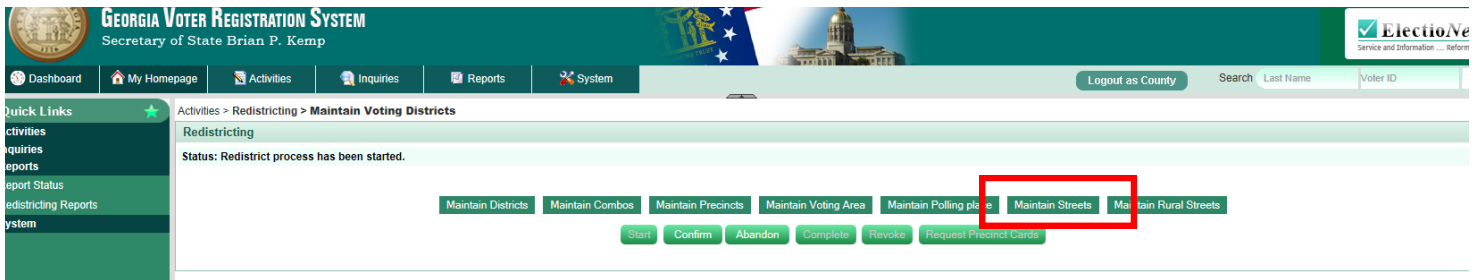 GEORGIA VOTER REGISTRATION SYSTEM
Secretary of State Brian P. Kemp
1776
ElectioNe
Service and Information .... Reform
Dashboard My Homepage Activities Inquiries Reports System
Logout as County Search Last Name Voter ID
Quick Links
ctivities
nquiries
eports
eport Status
edistricting Reports
ystem
Activities > Redistricting > Maintain Voting Districts
Redistricting
Status: Redistrict process has been started.
Maintain Districts Maintain Combos Maintain Precincts Maintain Voting Area Maintain Polling place Maintain Streets Maintain Rural Streets
Start Confirm Abandon Complete Revoke Request Precinct Cards